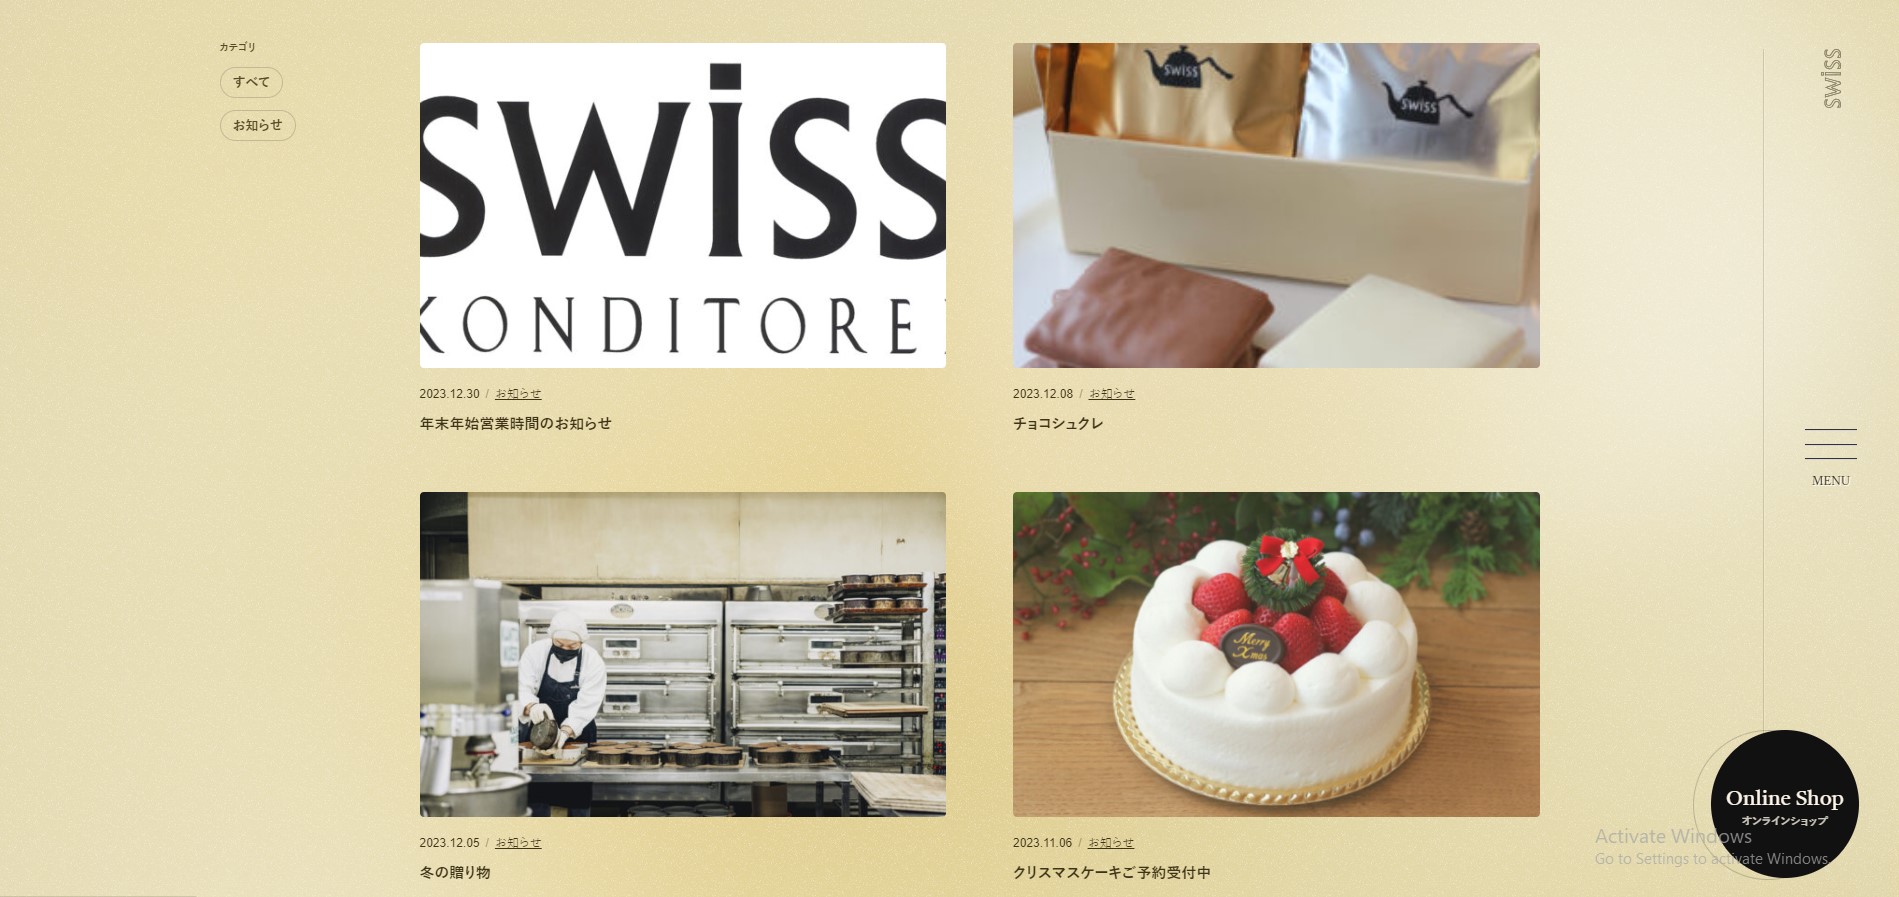 カテゴリ
すべて
お知らせ
swiss
KONDITOREI
2023.12.30 / お知らせ
年末年始営業時間のお知らせ
swiss
swiss
2023.12.08 / お知らせ
チョコシュクレ
2023.12.05 / お知らせ
冬の贈り物
Merry
Xmas
2023.11.06 / お知らせ
クリスマスケーキご予約受付中
swiss
MENU
Online Shop
オンラインショップ
Activate Windows
Go to Settings to activate Windows.